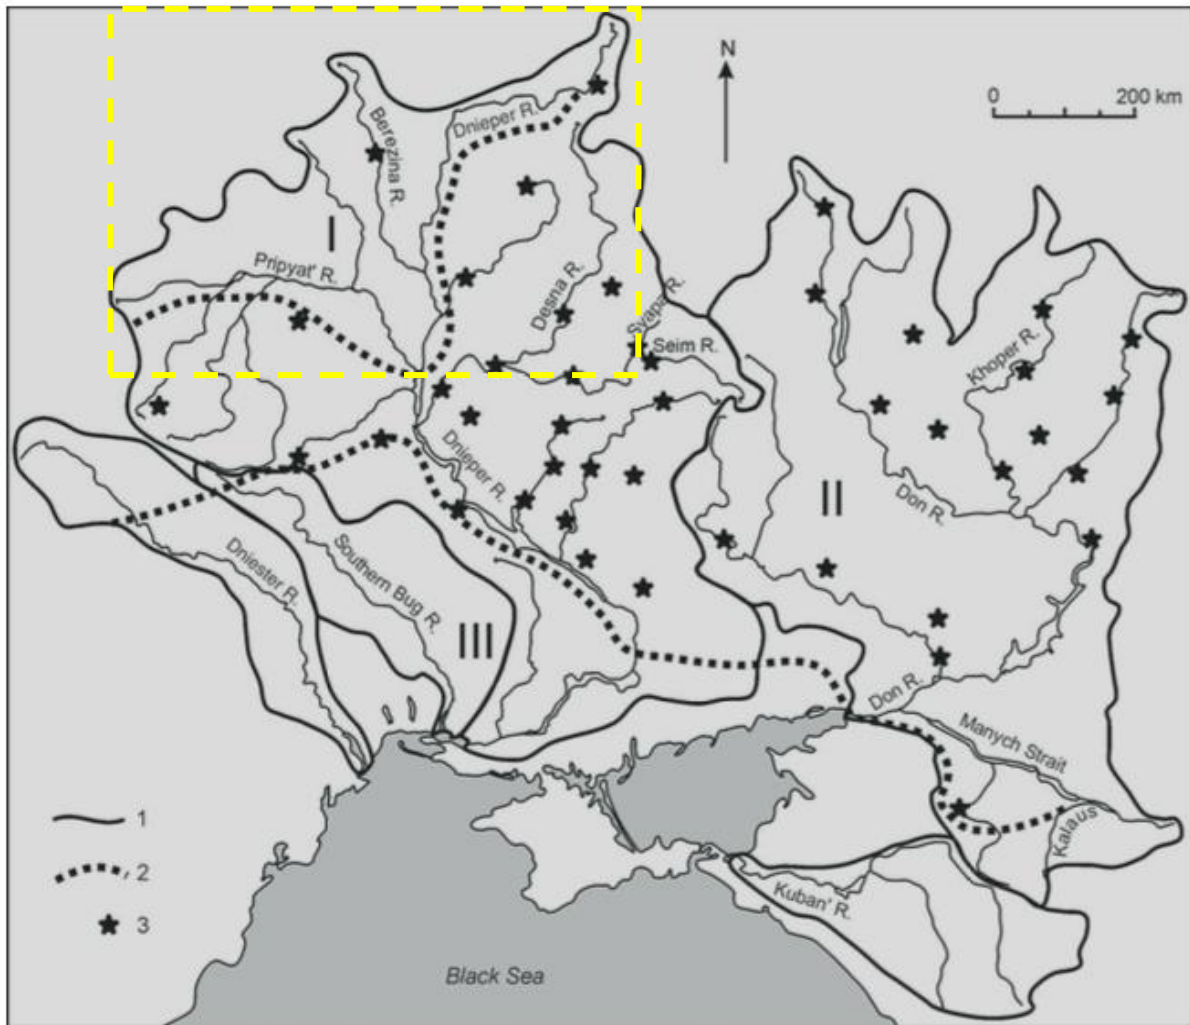 N
0 200 km
Dnieper R.
Berezina R.
I
Pripyat' R.
Desna R.
Svapa R.
Seim R.
Khoper R.
Dnieper R.
II
Don R.
Southern Bug R.
Dniester R.
III
Don R.
Manych Strait
Kalaus
Kuban' R.
1
2
3
Black Sea